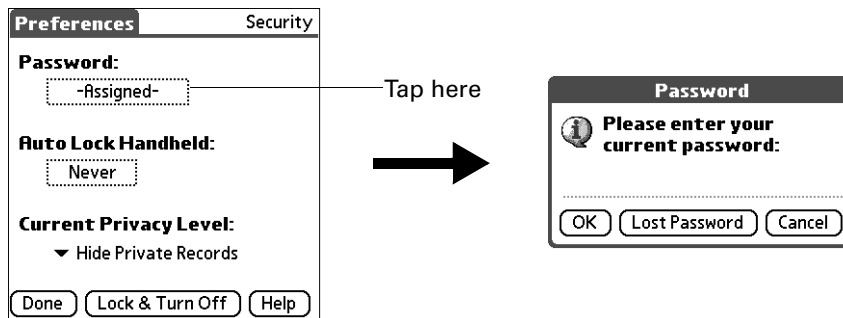 Preferences Security
Password:
-Assigned-
Tap here
Auto Lock Handheld:
Never
Current Privacy Level:
Hide Private Records
Done Lock & Turn Off Help
Password
Please enter your
current password:
OK Lost Password Cancel